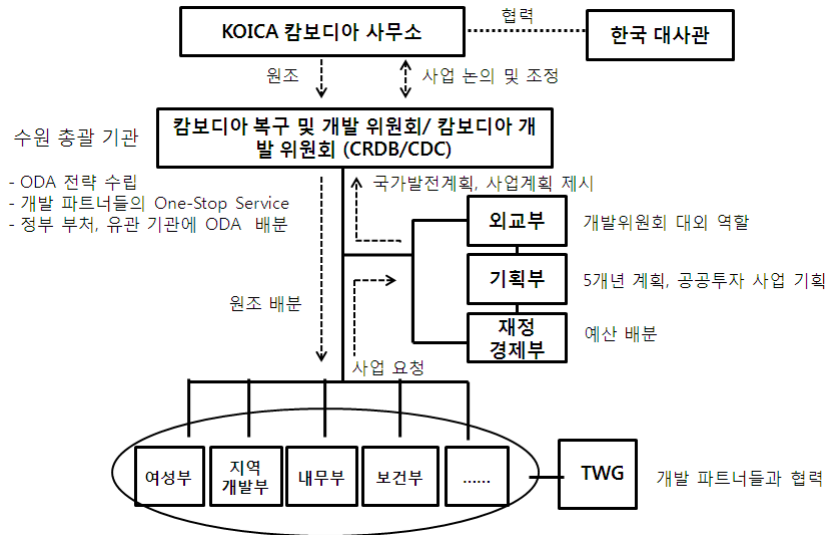 KOICA 캄보디아 사무소
협력
한국 대사관
원조
사업 논의 및 조정
수원 총괄 기관
캄보디아 복구 및 개발 위원회/ 캄보디아 개
발 위원회 (CRDB/CDC)
- ODA 전략 수립
- 개발 파트너들의 One-Stop Service
- 정부 부처, 유관 기관에 ODA 배분
국가발전계획, 사업계획 제시
외교부
개발위원회 대외 역할
기획부
5개년 계획, 공공투자 사업 기획
원조 배분
재정
경제부
예산 배분
사업 요청
여성부
지역
개발부
내무부
보건부
......
TWG
개발 파트너들과 협력